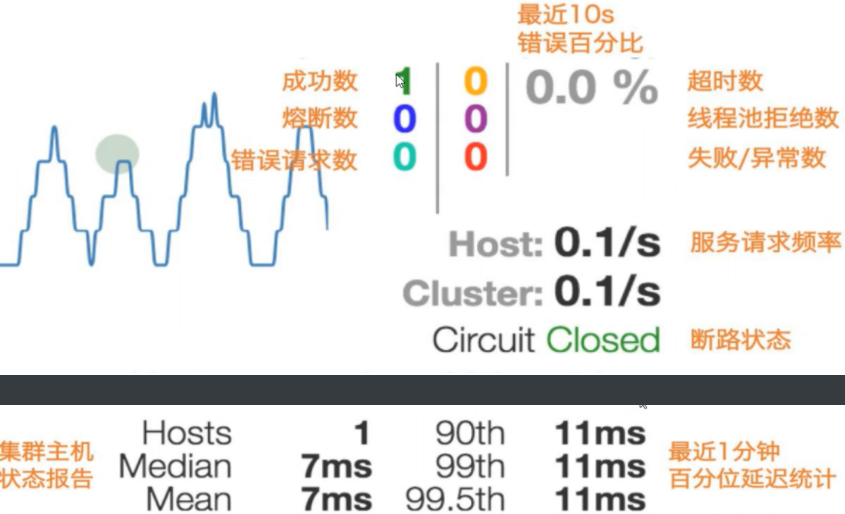 最近10s
错误百分比
成功数 1 0 0.0 % 超时数
熔断数 0 0 线程池拒绝数
错误请求数 0 0 失败/异常数
Host: 0.1/s 服务请求频率
Cluster: 0.1/s
Circuit Closed 断路状态
集群主机
状态报告
Hosts 1 90th 11ms
Median 7ms 99th 11ms
Mean 7ms 99.5th 11ms
最近1分钟
百分位延迟统计